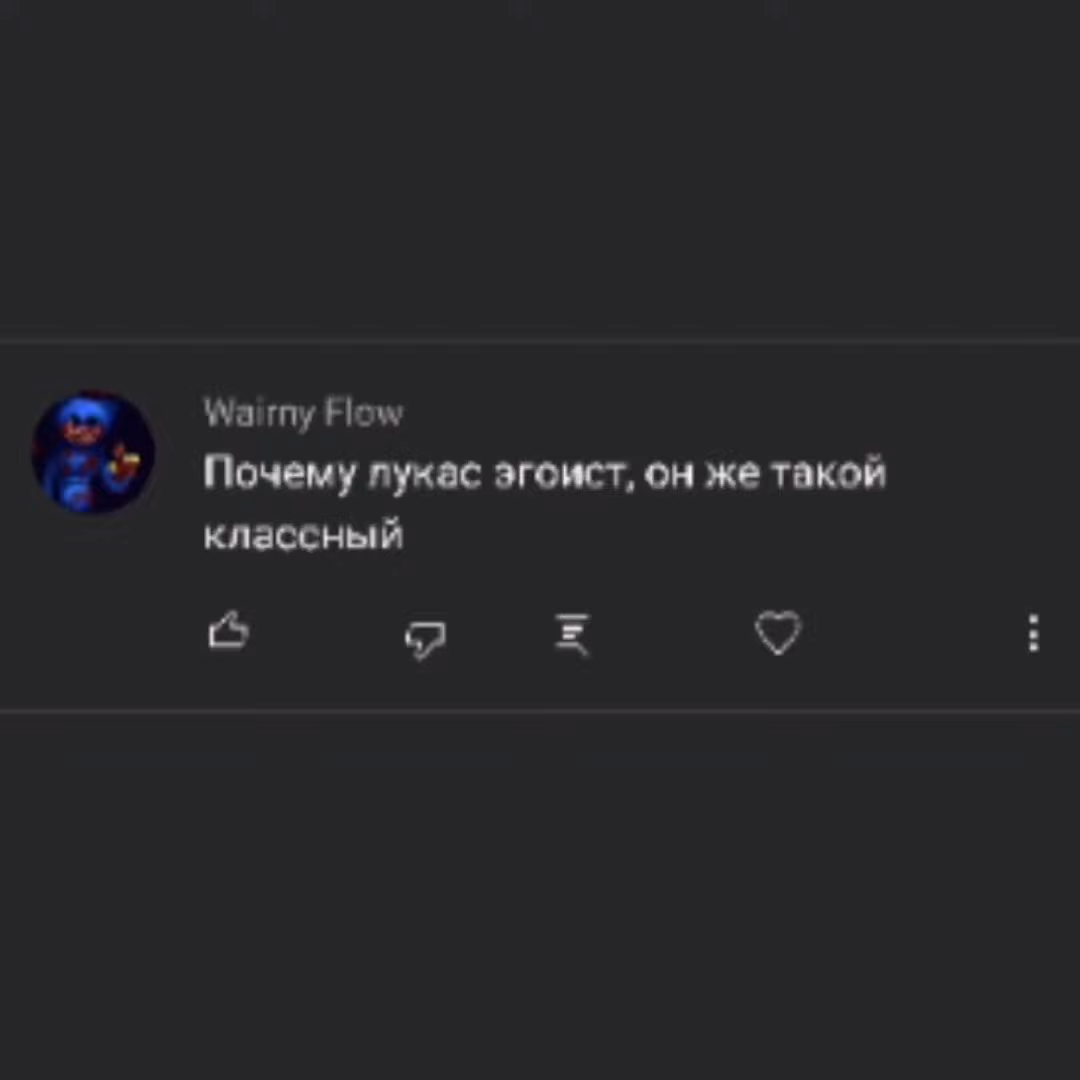 Wairny Flow
Почему лукас эгоист, он же такой
классный